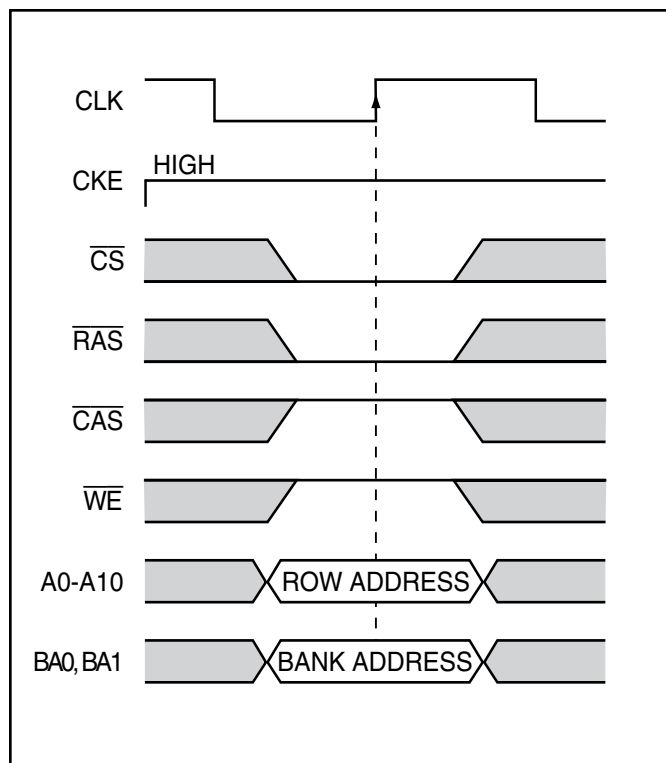 CLK
HIGH
CKE
CS
RAS
CAS
WE
A0-A10 ROW ADDRESS
BA0, BA1 BANK ADDRESS